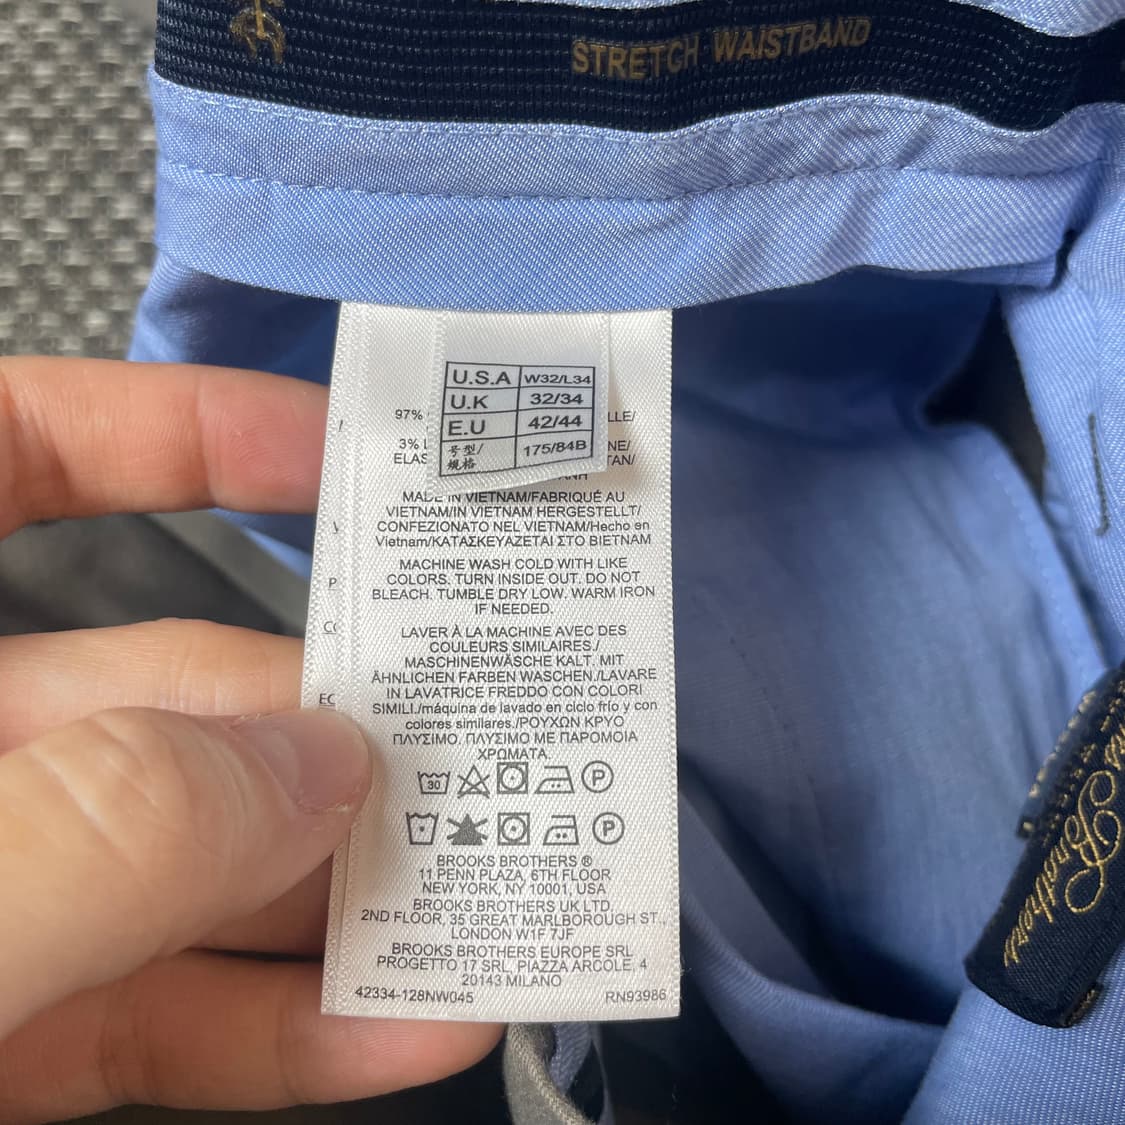 STRETCH WAISTBAND
U.S.A W32/L34
U.K 32/34
E.U 42/44
号型/ 175/84B
规格
97% LLE/
3% NE/
ELAS TAN/
MADE IN VIETNAM/FABRIQUÉ AU
VIETNAM/IN VIETNAM HERGESTELLT/
CONFEZIONATO NEL VIETNAM/Hecho en
Vietnam/ΚΑΤΑΣΚΕΥΑΖΕΤΑΙ ΣΤΟ ΒΙΕΤΝΑΜ
MACHINE WASH COLD WITH LIKE
COLORS. TURN INSIDE OUT. DO NOT
BLEACH. TUMBLE DRY LOW. WARM IRON
IF NEEDED.
LAVER À LA MACHINE AVEC DES
COULEURS SIMILAIRES./
MASCHINENWÄSCHE KALT. MIT
ÄHNLICHEN FARBEN WASCHEN./LAVARE
IN LAVATRICE FREDDO CON COLORI
SIMILI./máquina de lavado en ciclo frío y con
colores similares./ΡΟΥΧΩΝ ΚΡΥΟ
ΠΛΥΣΙΜΟ. ΠΛΥΣΙΜΟ ΜΕ ΠΑΡΟΜΟΙΑ
ΧΡΩΜΑΤΑ
30 P
P
BROOKS BROTHERS ®
11 PENN PLAZA, 6TH FLOOR
NEW YORK, NY 10001, USA
BROOKS BROTHERS UK LTD.
2ND FLOOR, 35 GREAT MARLBOROUGH ST.,
LONDON W1F 7JF
BROOKS BROTHERS EUROPE SRL
PROGETTO 17 SRL, PIAZZA ARCOLE, 4
20143 MILANO
42334-128NW045 RN93986
Brothers